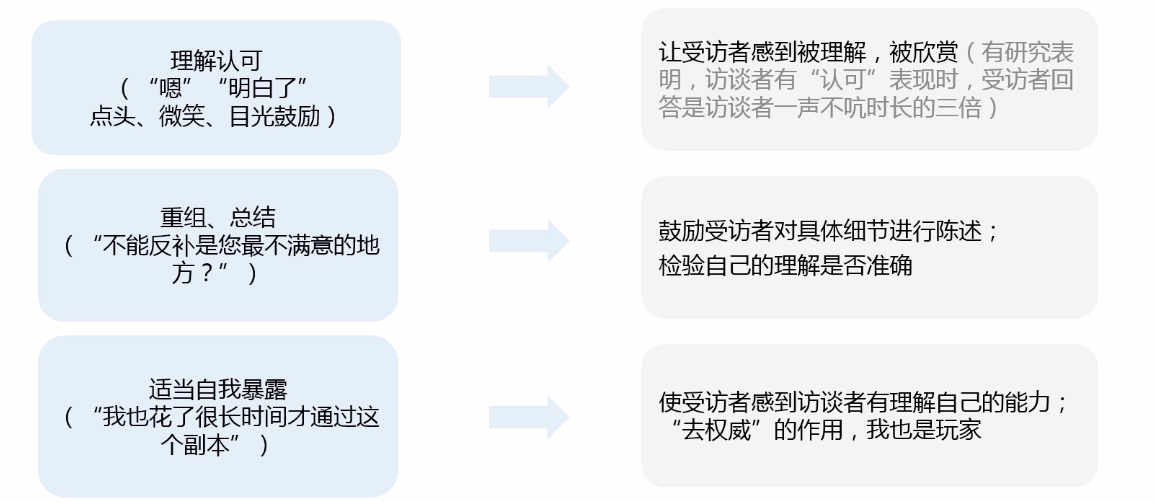 理解认可
（“嗯”“明白了”
点头、微笑、目光鼓励）
让受访者感到被理解，被欣赏（有研究表
明，访谈者有“认可”表现时，受访者回
答是访谈者一声不吭时长的三倍）
重组、总结
（“不能反补是您最不满意的地
方？”）
鼓励受访者对具体细节进行陈述；
检验自己的理解是否准确
适当自我暴露
（“我也花了很长时间才通过这
个副本”）
使受访者感到访谈者有理解自己的能力；
“去权威”的作用，我也是玩家